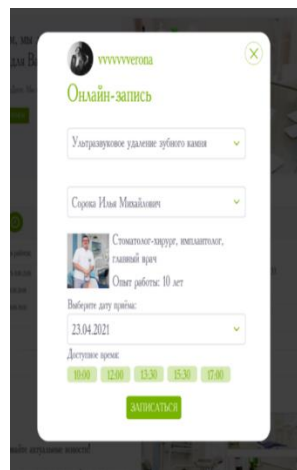 vvvvvverona
Онлайн-запись
Ультразвуковое удаление зубного камня
Сорока Илья Михайлович
Стоматолог-хирург, имплантолог,
главный врач
Опыт работы: 10 лет
Выберите дату приёма:
23.04.2021
Доступное время:
10:00 12:00 13:30 15:30 17:00
ЗАПИСАТЬСЯ